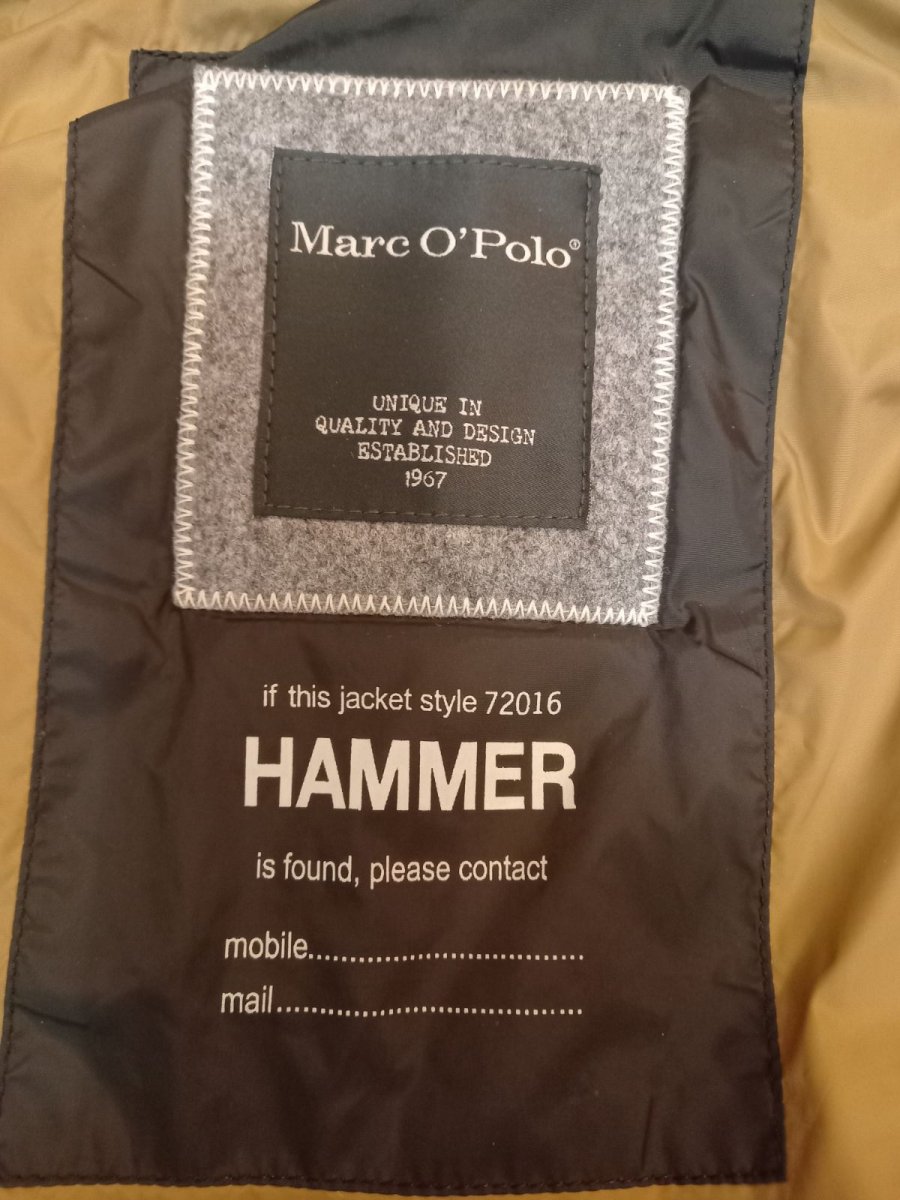 Marc O'Polo®
UNIQUE IN
QUALITY AND DESIGN
ESTABLISHED
1967
if this jacket style 72016
HAMMER
is found, please contact
mobile................................
mail...................................